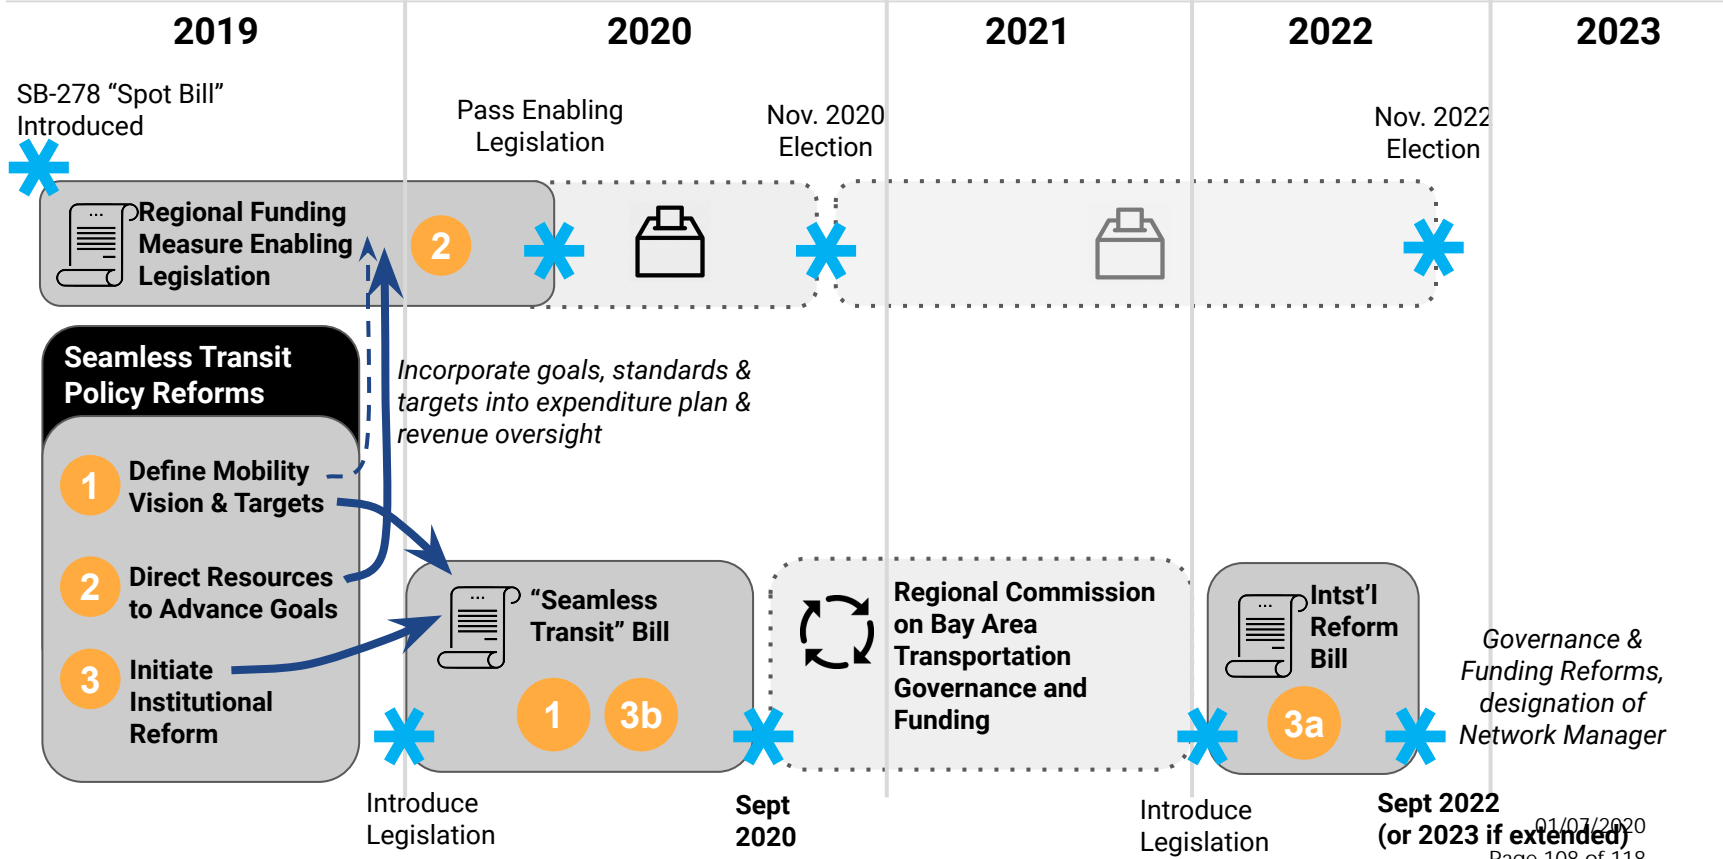 2019
2020
2021
2022
2023
SB-278 “Spot Bill”
Introduced
Pass Enabling
Legislation
Nov. 2020
Election
Nov. 2022
Election
Regional Funding
Measure Enabling
Legislation
2
Seamless Transit
Policy Reforms
Incorporate goals, standards &
targets into expenditure plan &
revenue oversight
1
Define Mobility
Vision & Targets
2
Direct Resources
to Advance Goals
3
Initiate
Institutional
Reform
“Seamless
Transit” Bill
1
3b
Regional Commission
on Bay Area
Transportation
Governance and
Funding
Intst’l
Reform
Bill
3a
Governance &
Funding Reforms,
designation of
Network Manager
Introduce
Legislation
Sept
2020
Introduce
Legislation
Sept 2022
(or 2023 if extended)
01/07/2020
Page 108 of 118